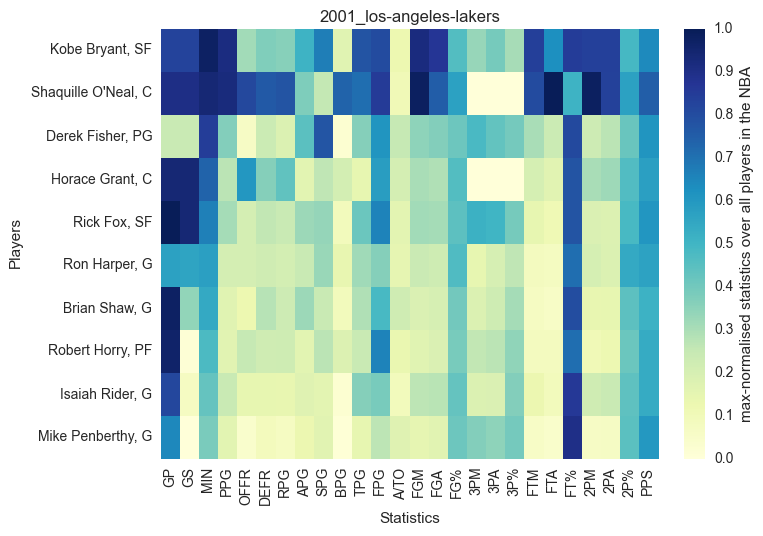 2001_los-angeles-lakers
Players
Kobe Bryant, SF
Shaquille O'Neal, C
Derek Fisher, PG
Horace Grant, C
Rick Fox, SF
Ron Harper, G
Brian Shaw, G
Robert Horry, PF
Isaiah Rider, G
Mike Penberthy, G
GP GS MIN PPG OFFR DEFR RPG APG SPG BPG TPG FPG A/TO FGM FGA FG% 3PM 3PA 3P% FTM FTA FT% 2PM 2PA 2P% PPS
Statistics
1.0
0.9
0.8
0.7
0.6
0.5
0.4
0.3
0.2
0.1
0.0
max-normalised statistics over all players in the NBA